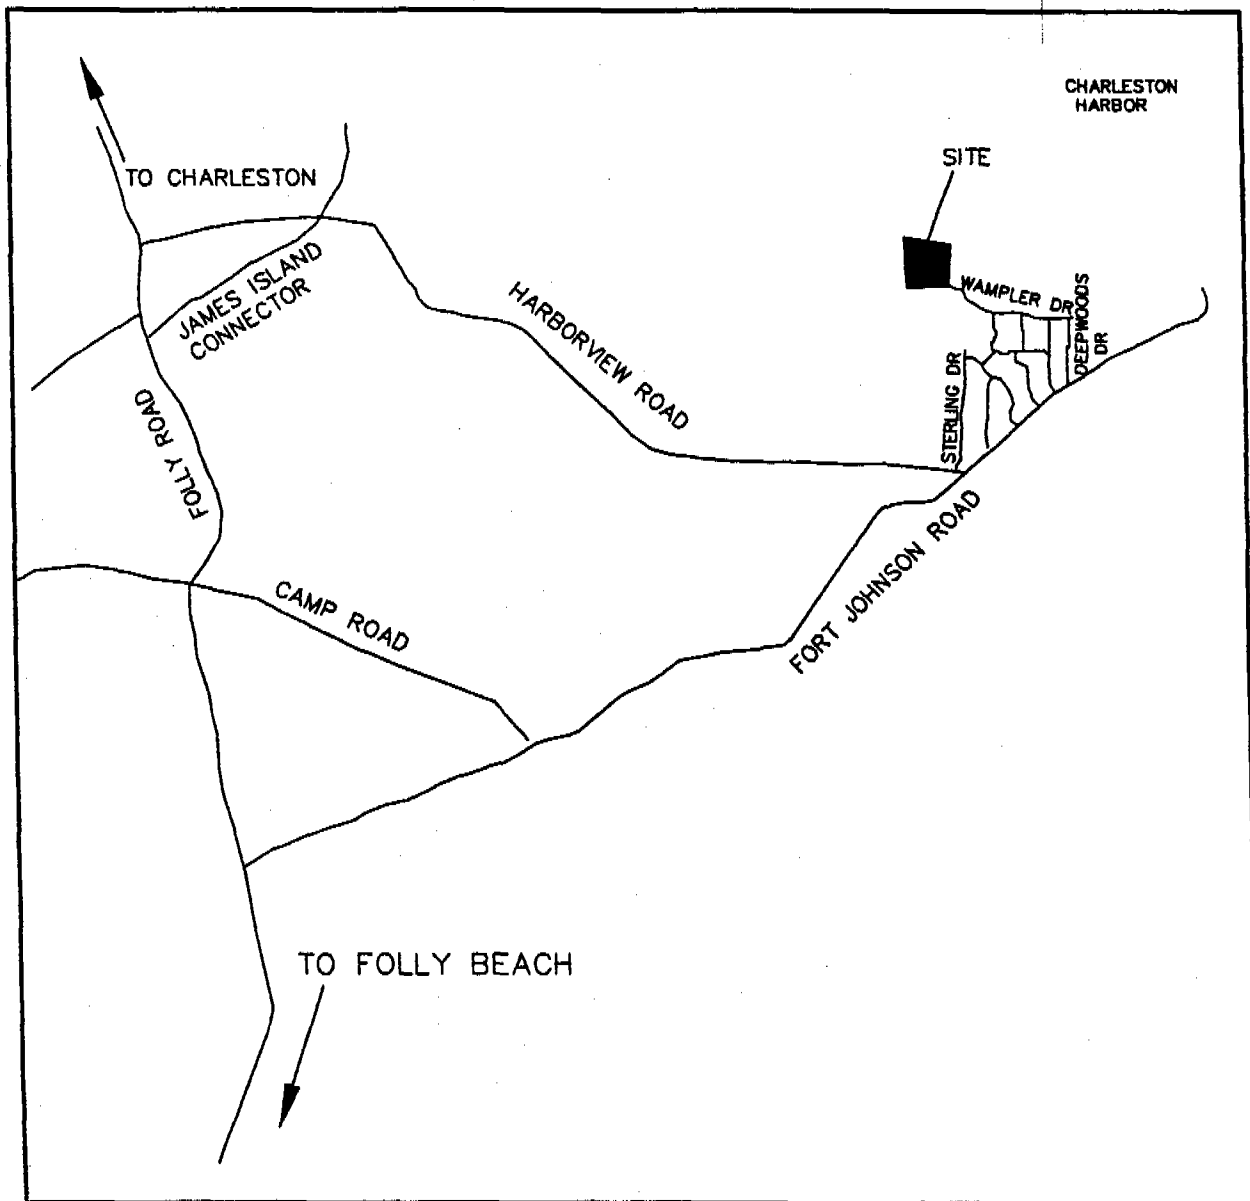 CHARLESTON
HARBOR
SITE
TO CHARLESTON
JAMES ISLAND
CONNECTOR
HARBORVIEW ROAD
WAMPLER DR
DEEPWOODS
DR
STERLING DR
FOLLY ROAD
CAMP ROAD
FORT JOHNSON ROAD
TO FOLLY BEACH